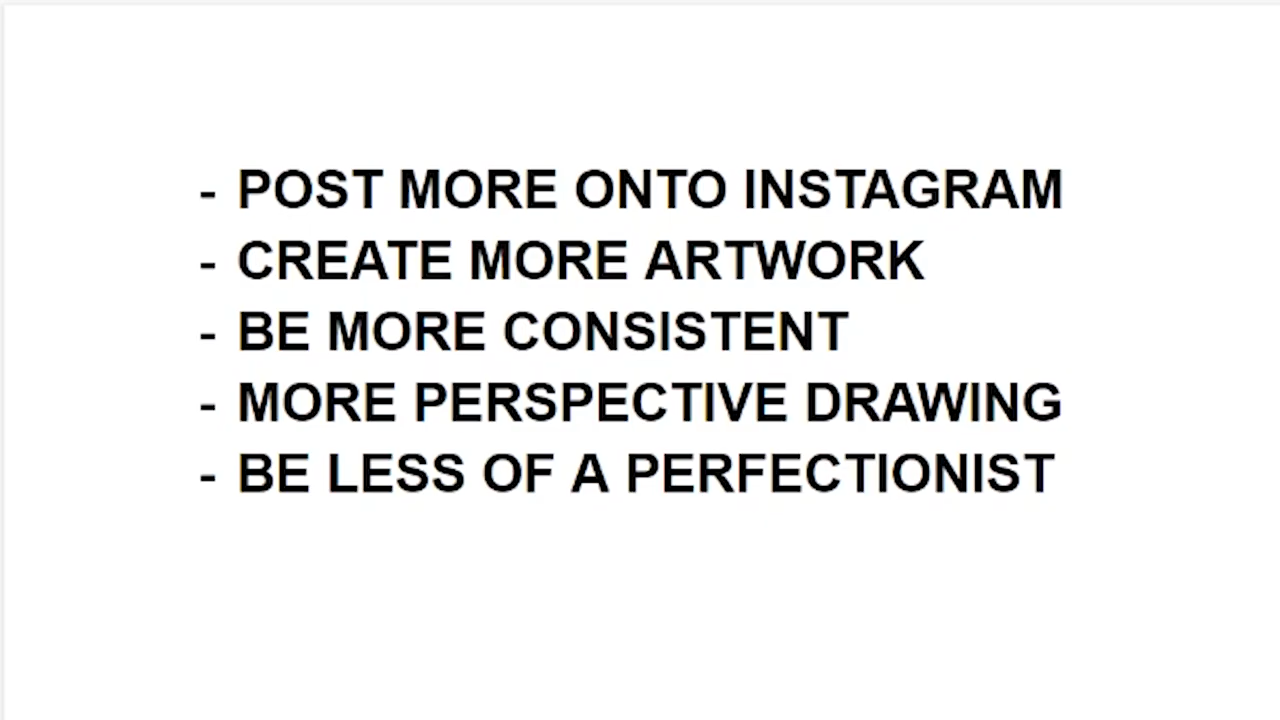 - POST MORE ONTO INSTAGRAM
- CREATE MORE ARTWORK
- BE MORE CONSISTENT
- MORE PERSPECTIVE DRAWING
- BE LESS OF A PERFECTIONIST